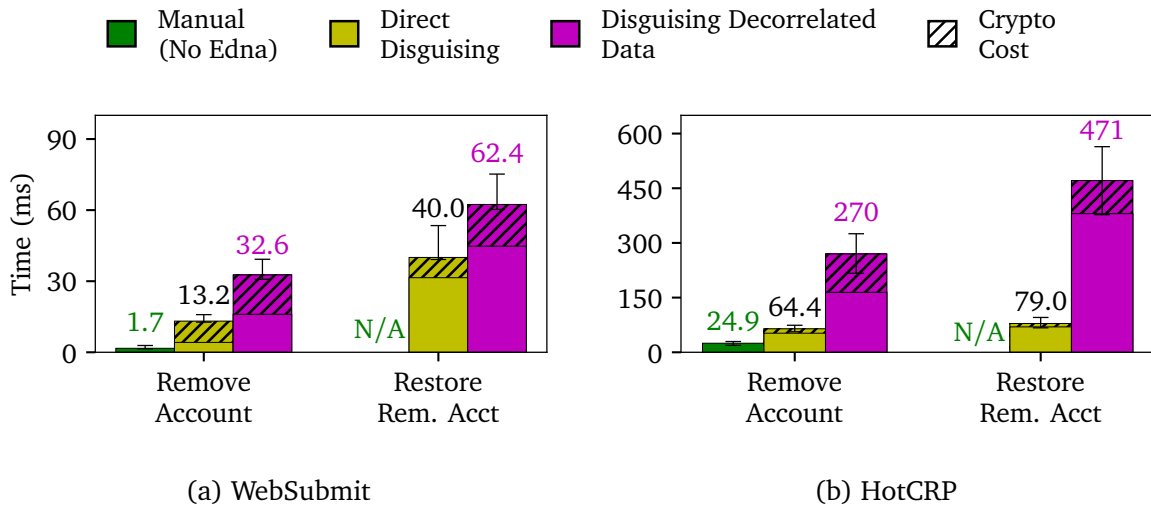 Manual
(No Edna)
Direct
Disguising
Disguising Decorrelated
Data
Crypto
Cost
Time (ms)
90
60
30
0
1.7
13.2
32.6
N/A
40.0
62.4
Remove
Account
Restore
Rem. Acct
(a) WebSubmit
600
450
300
150
0
24.9
64.4
270
N/A
79.0
471
Remove
Account
Restore
Rem. Acct
(b) HotCRP